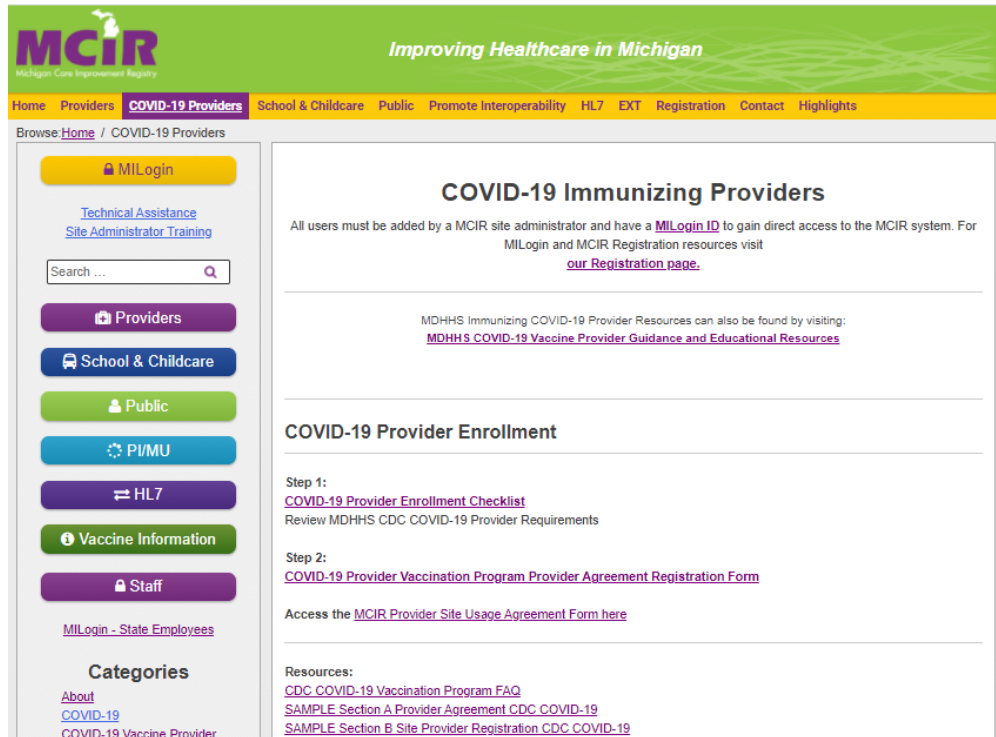 MCiR
Michigan Care Improvement Registry
Improving Healthcare in Michigan
Home Providers COVID-19 Providers School & Childcare Public Promote Interoperability HL7 EXT Registration Contact Highlights
Browse:Home / COVID-19 Providers
MILogin
Technical Assistance
Site Administrator Training
Search ...
Providers
School & Childcare
Public
PI/MU
HL7
Vaccine Information
Staff
MILogin - State Employees
Categories
About
COVID-19
COVID-19 Vaccine Provider
COVID-19 Immunizing Providers
All users must be added by a MCIR site administrator and have a MILogin ID to gain direct access to the MCIR system. For
MILogin and MCIR Registration resources visit
our Registration page.
MDHHS Immunizing COVID-19 Provider Resources can also be found by visiting:
MDHHS COVID-19 Vaccine Provider Guidance and Educational Resources
COVID-19 Provider Enrollment
Step 1:
COVID-19 Provider Enrollment Checklist
Review MDHHS CDC COVID-19 Provider Requirements
Step 2:
COVID-19 Provider Vaccination Program Provider Agreement Registration Form
Access the MCIR Provider Site Usage Agreement Form here
Resources:
CDC COVID-19 Vaccination Program FAQ
SAMPLE Section A Provider Agreement CDC COVID-19
SAMPLE Section B Site Provider Registration CDC COVID-19